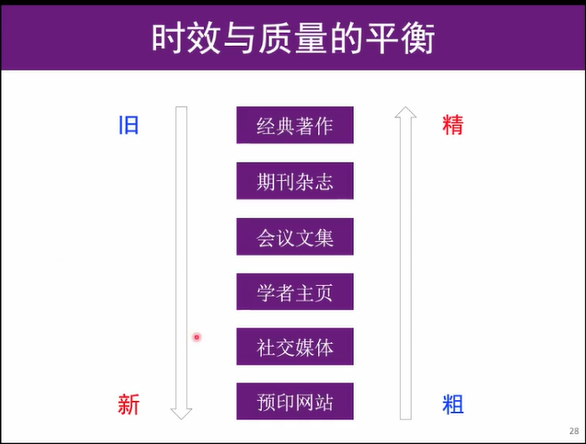 时效与质量的平衡
旧
经典著作
精
期刊杂志
会议文集
学者主页
社交媒体
新
预印网站
粗
28